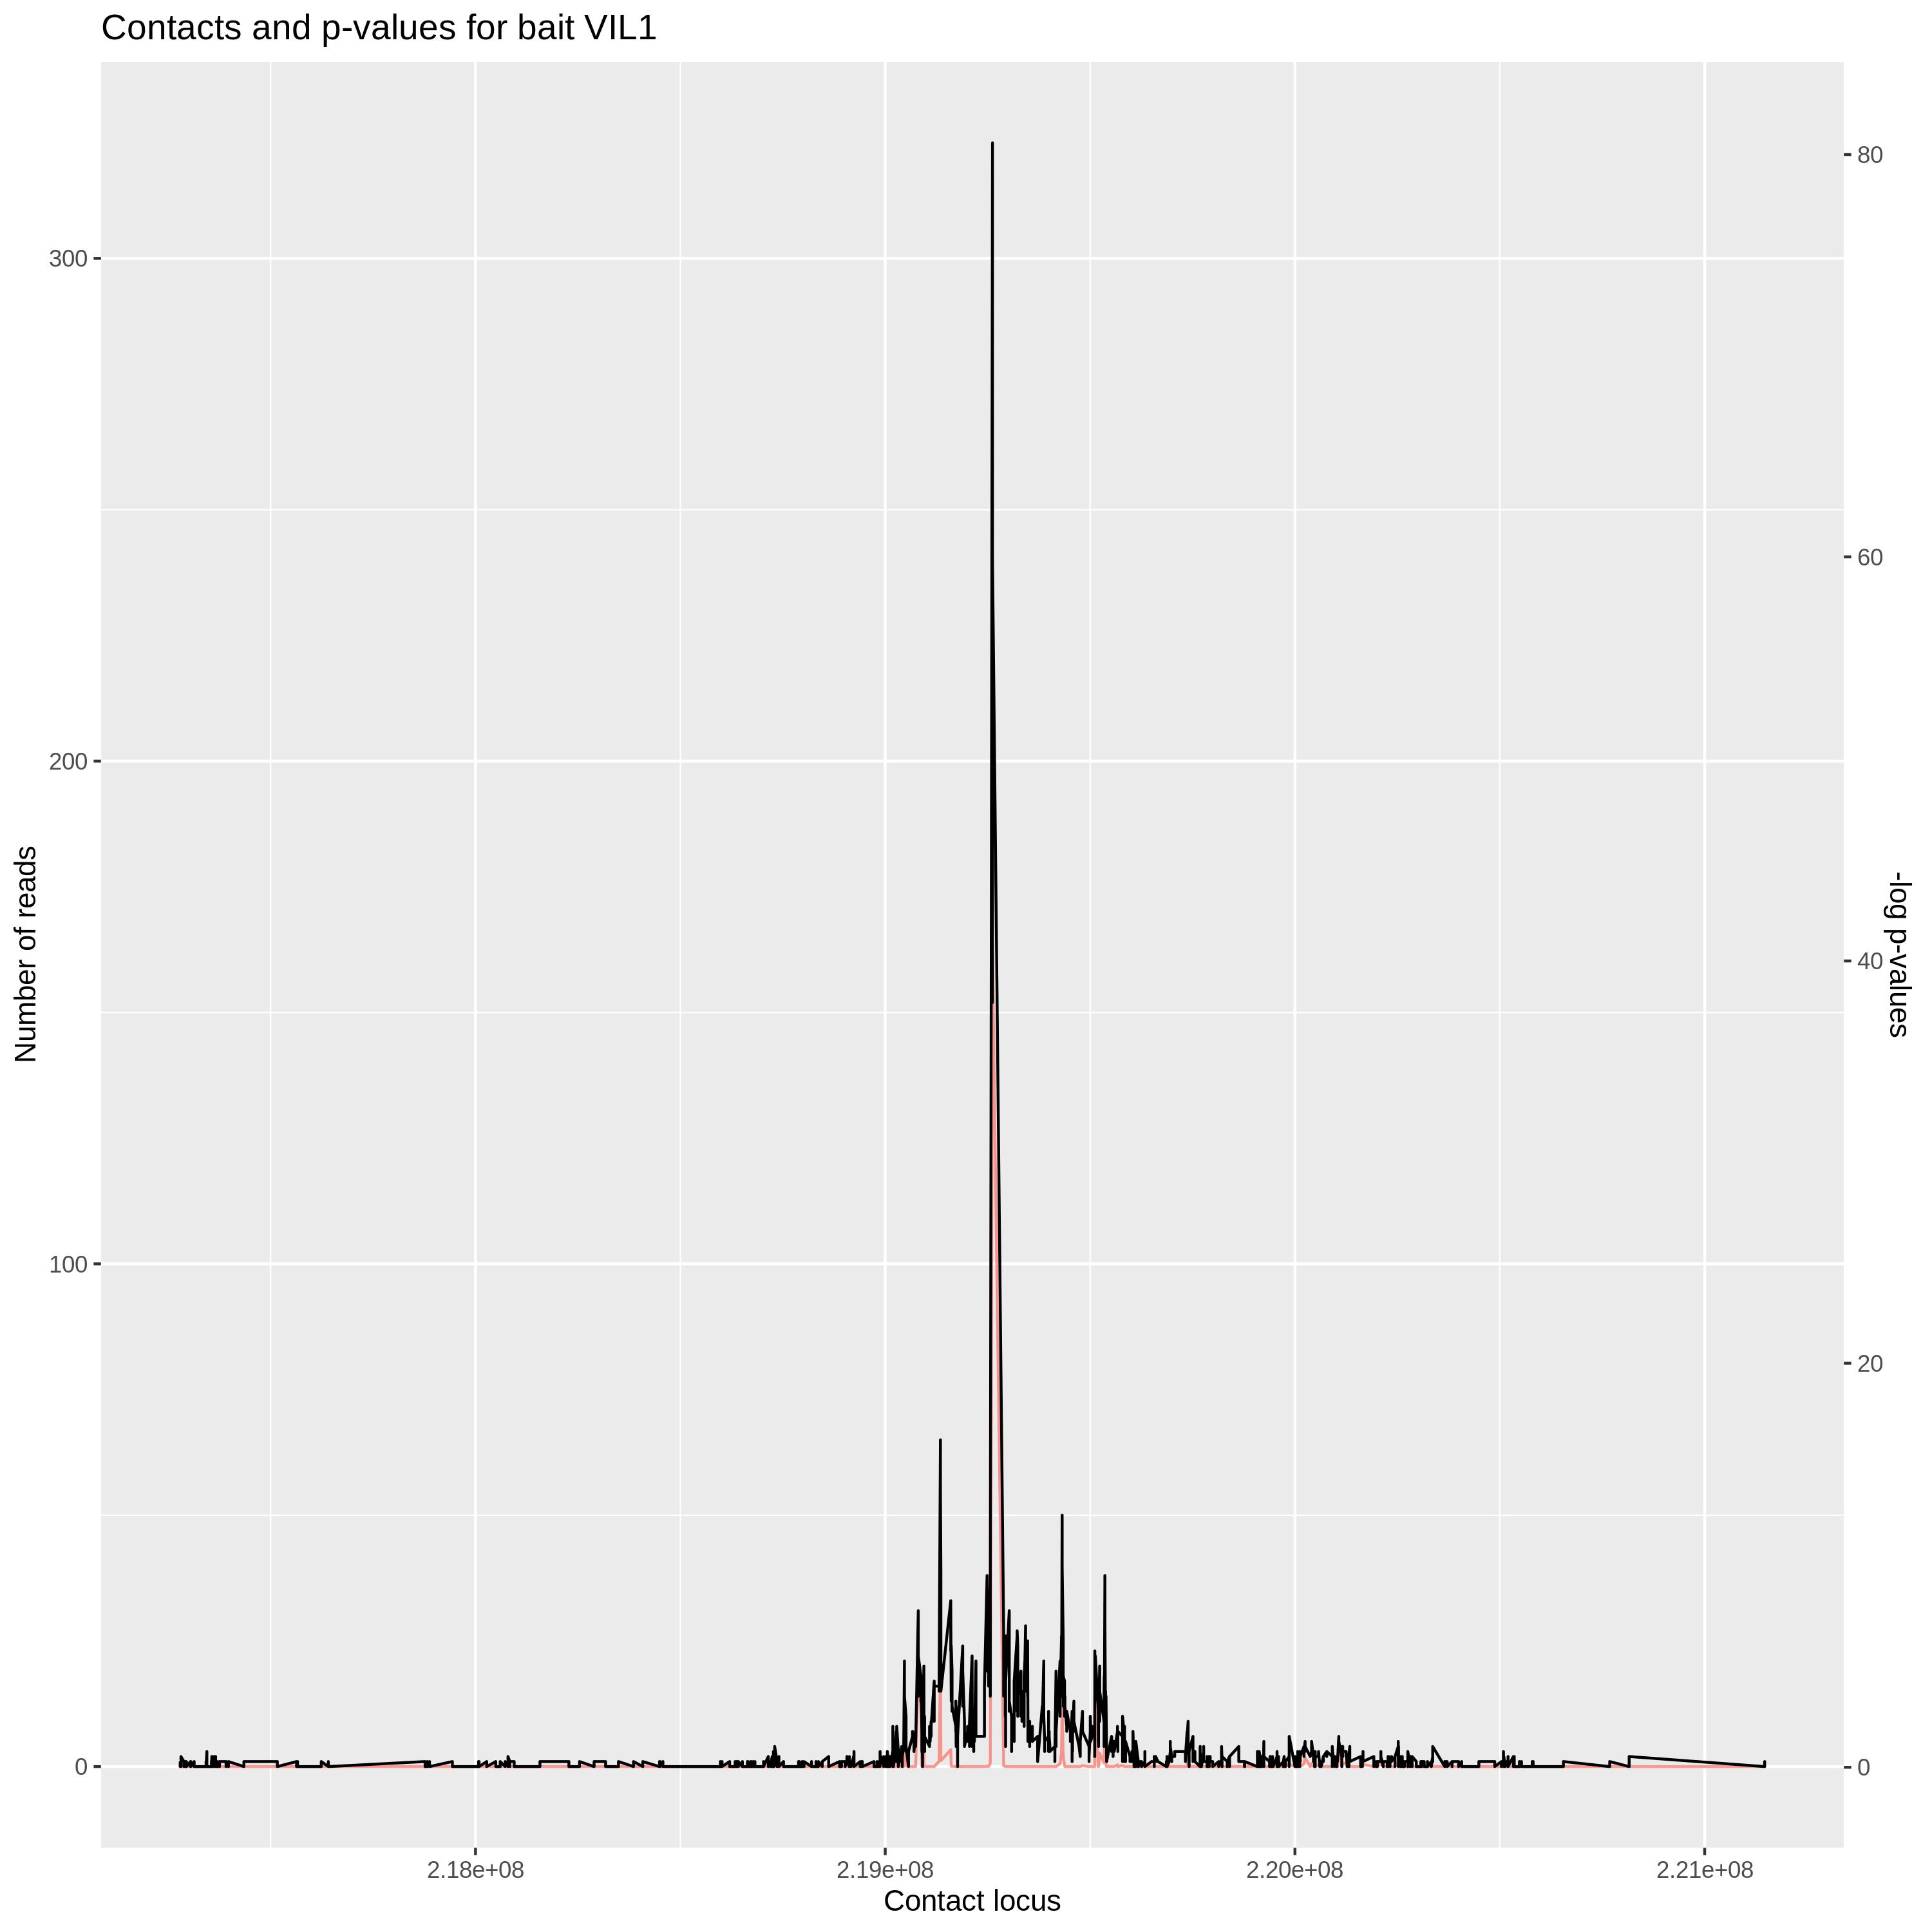 Contacts and p-values for bait VIL1
300
200
100
0
80
60
40
20
0
Number of reads
-log p-values
2.18e+08
2.19e+08
2.20e+08
2.21e+08
Contact locus